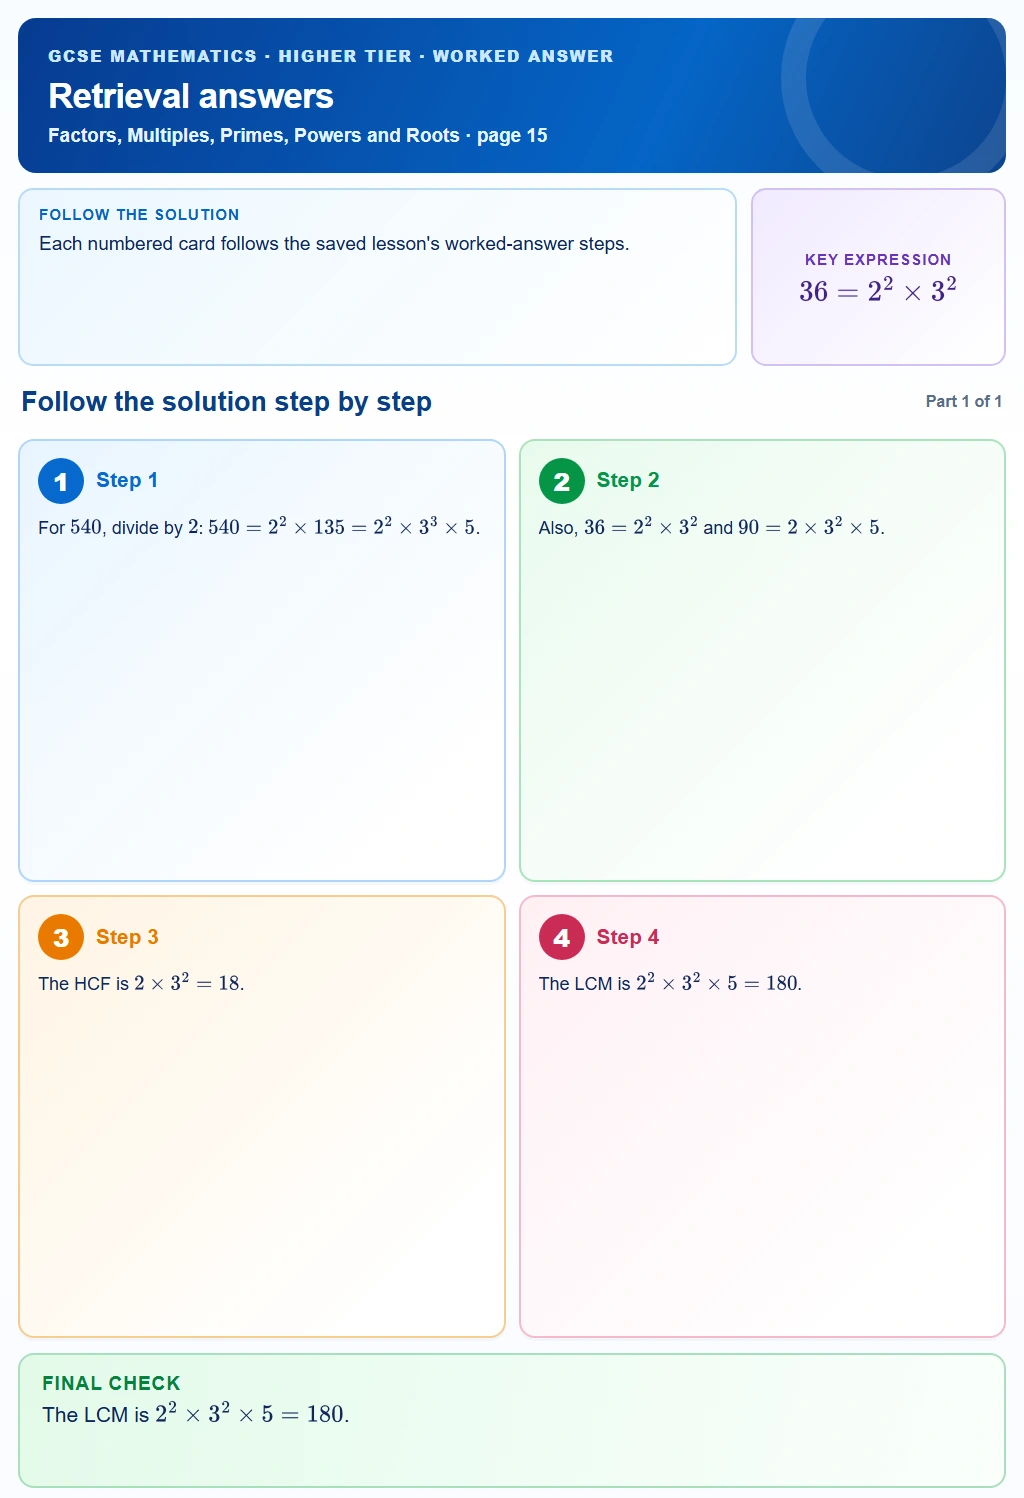 GCSE MATHEMATICS · HIGHER TIER · WORKED ANSWER
Retrieval answers
Factors, Multiples, Primes, Powers and Roots · page 15
FOLLOW THE SOLUTION
Each numbered card follows the saved lesson's worked-answer steps.
KEY EXPRESSION
36 = 2² × 3²
Follow the solution step by step
Part 1 of 1
1 Step 1
For 540, divide by 2: 540 = 2² × 135 = 2² × 3³ × 5.
2 Step 2
Also, 36 = 2² × 3² and 90 = 2 × 3² × 5.
3 Step 3
The HCF is 2 × 3² = 18.
4 Step 4
The LCM is 2² × 3² × 5 = 180.
FINAL CHECK
The LCM is 2² × 3² × 5 = 180.